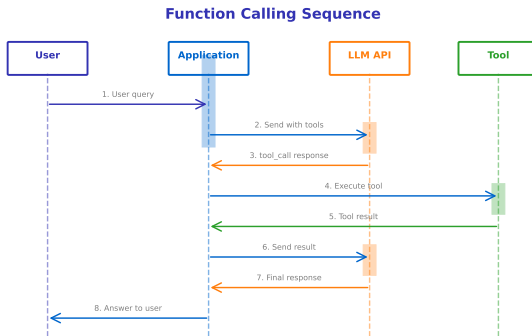 Function Calling Sequence
User
Application
LLM API
Tool
1. User query
2. Send with tools
3. tool_call response
4. Execute tool
5. Tool result
6. Send result
7. Final response
8. Answer to user